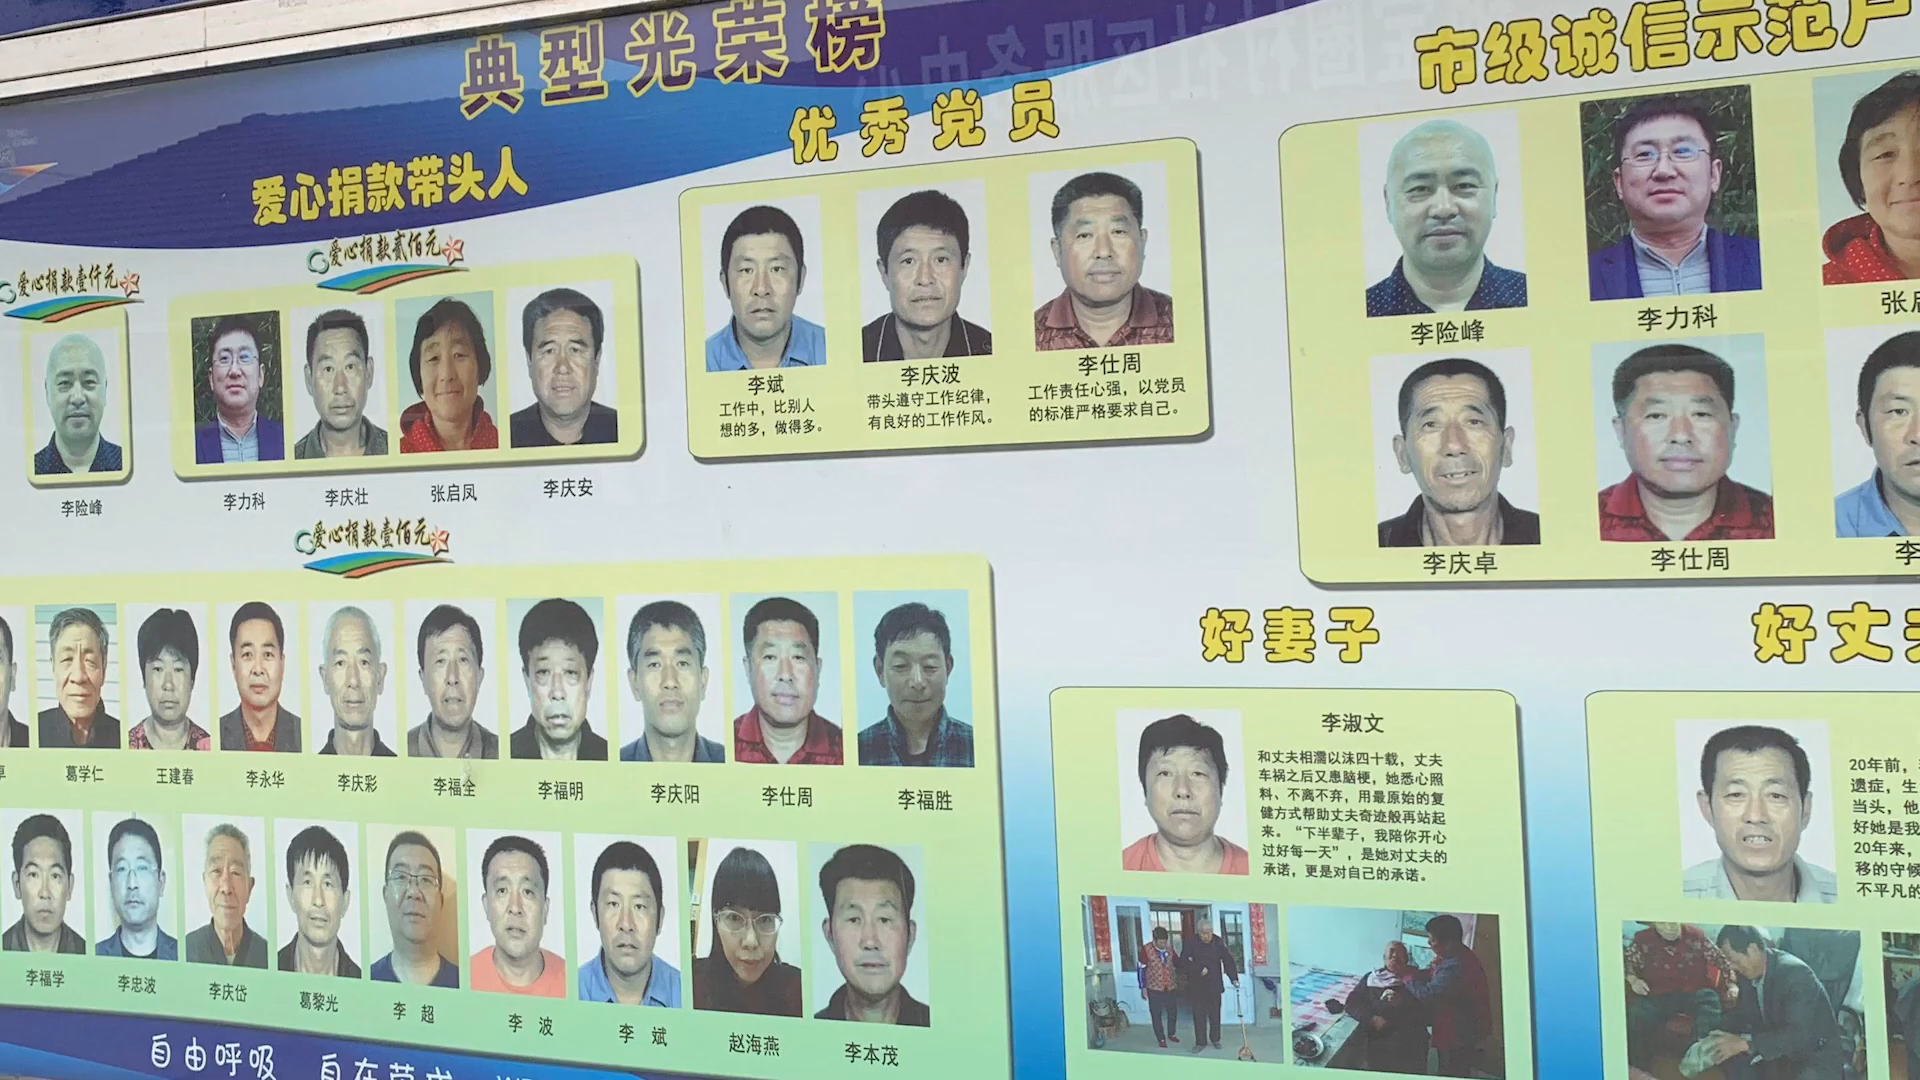 典型光荣榜
爱心捐款带头人
爱心捐款壹仟元
李险峰
爱心捐款贰佰元
李力科
李庆壮
张启凤
李庆安
爱心捐款壹佰元
葛学仁
王建春
李永华
李庆彩
李福全
李福明
李庆阳
李仕周
李福胜
李福学
李忠波
李庆岱
葛黎光
李 超
李 波
李 斌
赵海燕
李本茂
自由呼吸
优秀党员
李斌
工作中，比别人
想的多，做得多。
李庆波
带头遵守工作纪律，
有良好的工作作风。
李仕周
工作责任心强，以党员
的标准严格要求自己。
市级诚信示范户
李险峰
李力科
张启
李庆卓
李仕周
李
好妻子
李淑文
和丈夫相濡以沫四十载，丈夫
车祸之后又患脑梗，她悉心照
料、不离不弃，用最原始的复
健方式帮助丈夫奇迹般再站起
来。“下半辈子，我陪你开心
过好每一天”，是她对丈夫的
承诺，更是对自己的承诺。
好丈夫
20年前，
遗症，生
当头，他
好她是我
20年来，
移的守候
不平凡的